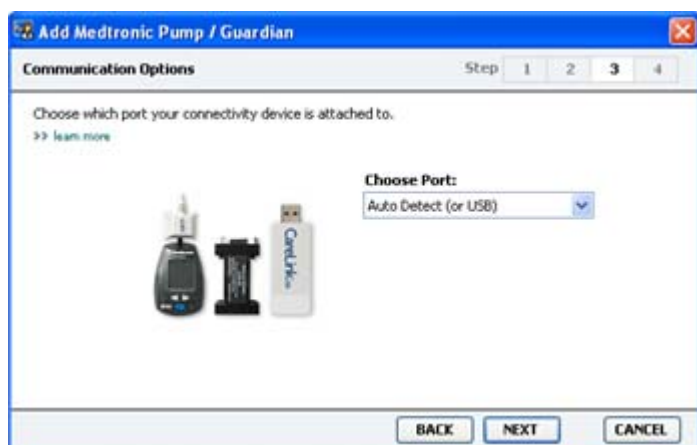 Add Medtronic Pump / Guardian
Communication Options
Step 1 2 3 4
Choose which port your connectivity device is attached to.
>> learn more
Choose Port:
Auto Detect (or USB)
CareLink
BACK NEXT CANCEL